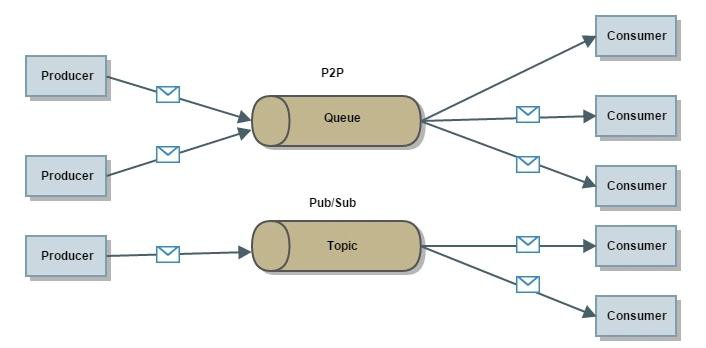 Consumer
Producer
P2P
Queue
Consumer
Producer
Consumer
Pub/Sub
Producer
Topic
Consumer
Consumer